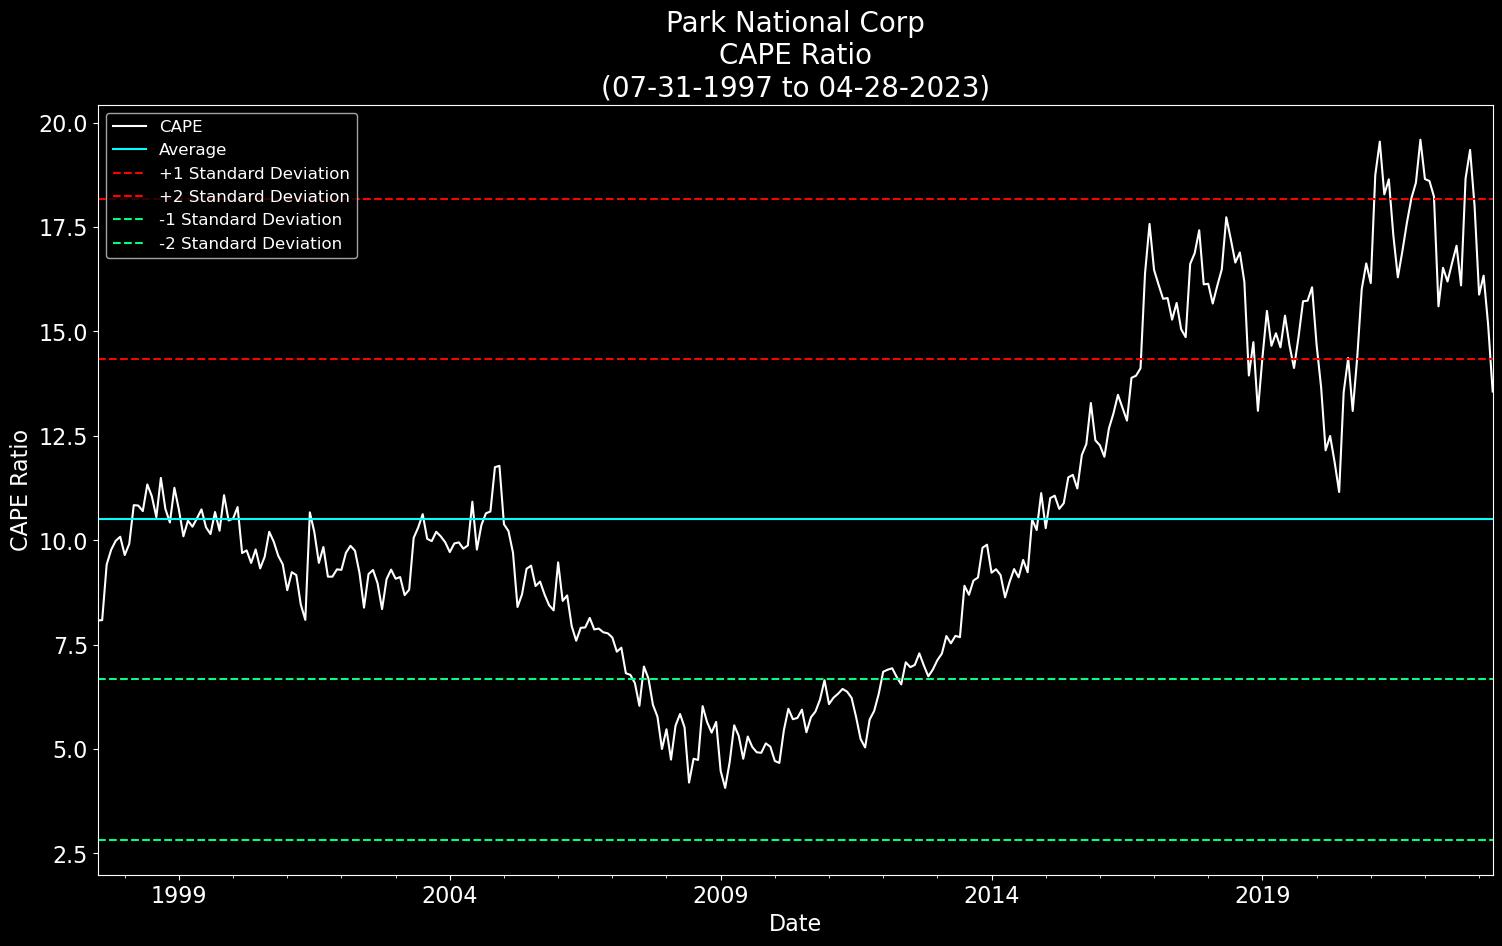 Park National Corp
CAPE Ratio
(07-31-1997 to 04-28-2023)
CAPE
Average
+1 Standard Deviation
+2 Standard Deviation
-1 Standard Deviation
-2 Standard Deviation
20.0
17.5
15.0
12.5
10.0
7.5
5.0
2.5
CAPE Ratio
1999
2004
2009
2014
2019
Date